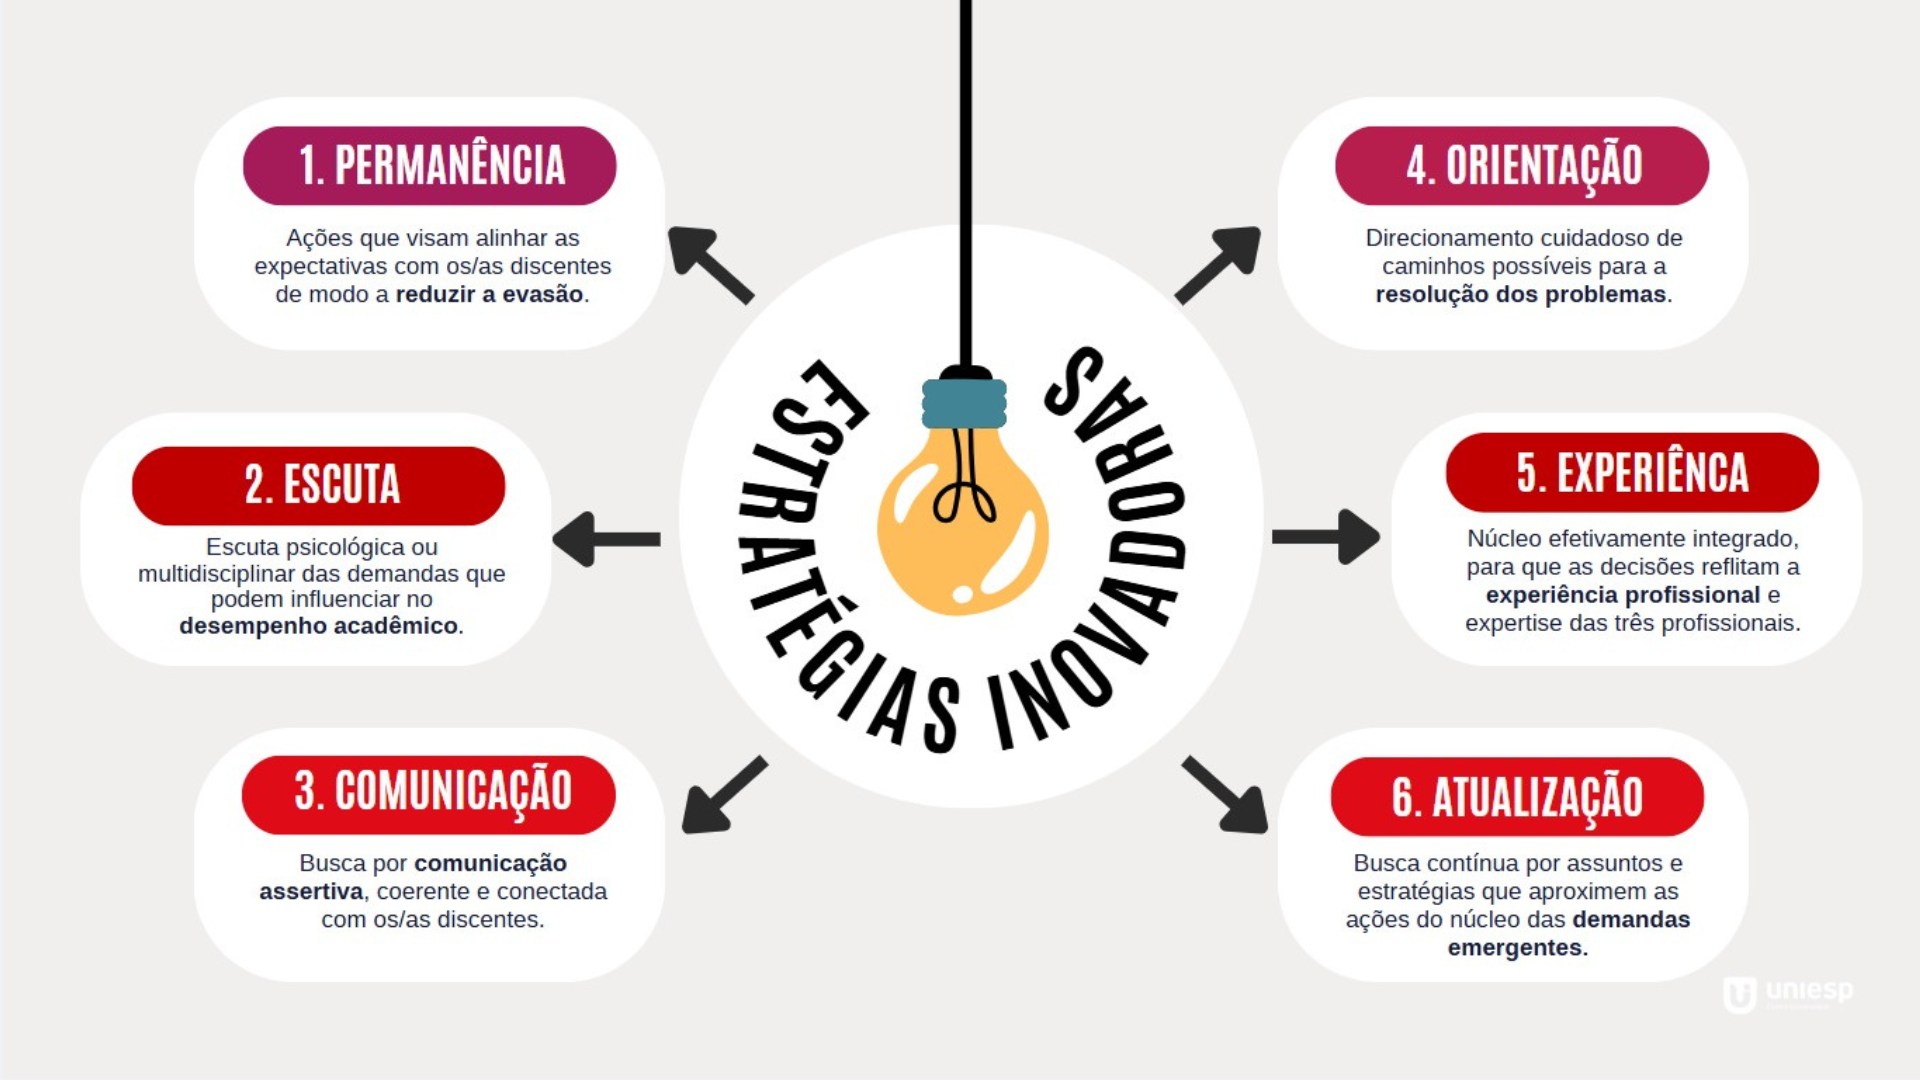 1. PERMANÊNCIA
Ações que visam alinhar as
expectativas com os/as discentes
de modo a reduzir a evasão.
2. ESCUTA
Escuta psicológica ou
multidisciplinar das demandas que
podem influenciar no
desempenho acadêmico.
3. COMUNICAÇÃO
Busca por comunicação
assertiva, coerente e conectada
com os/as discentes.
ESTRATÉGIAS INOVADORAS
4. ORIENTAÇÃO
Direcionamento cuidadoso de
caminhos possíveis para a
resolução dos problemas.
5. EXPERIÊNCA
Núcleo efetivamente integrado,
para que as decisões reflitam a
experiência profissional e
expertise das três profissionais.
6. ATUALIZAÇÃO
Busca contínua por assuntos e
estratégias que aproximem as
ações do núcleo das demandas
emergentes.
uniesp